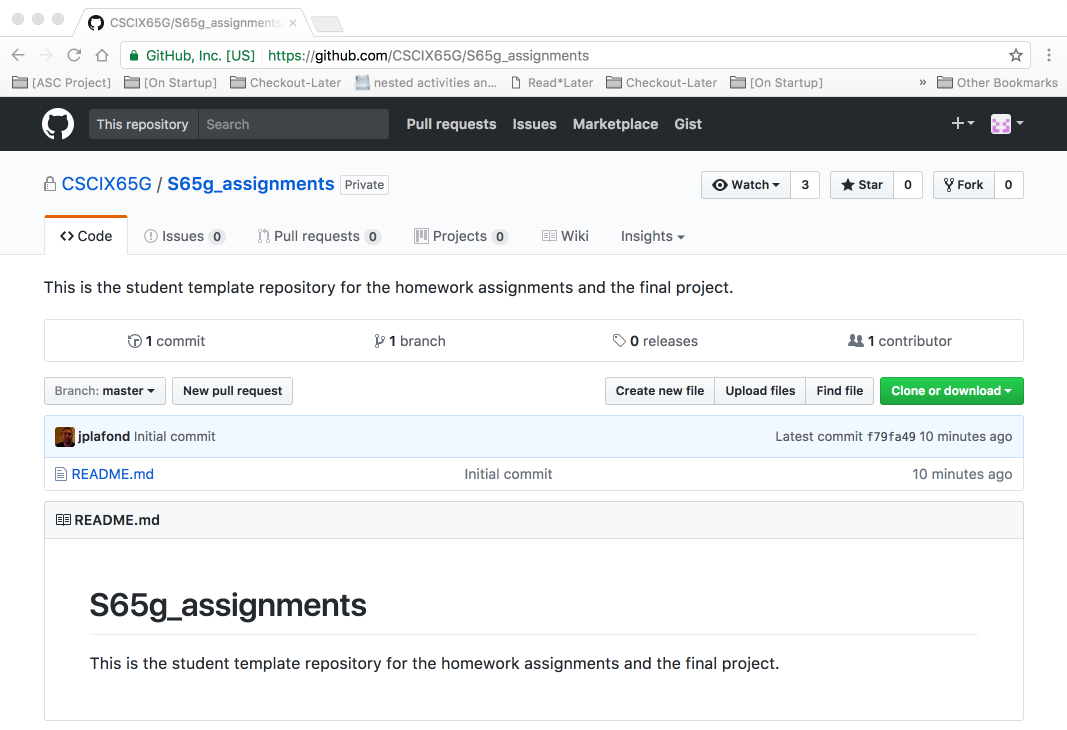 CSCIX65G/S65g_assignments
GitHub, Inc. [US] https://github.com/CSCIX65G/S65g_assignments
[ASC Project] [On Startup] Checkout-Later nested activities an... Read*Later Checkout-Later [On Startup] » Other Bookmarks
This repository Search Pull requests Issues Marketplace Gist
CSCIX65G / S65g_assignments Private Watch 3 Star 0 Fork 0
Code Issues 0 Pull requests 0 Projects 0 Wiki Insights
This is the student template repository for the homework assignments and the final project.
1 commit 1 branch 0 releases 1 contributor
Branch: master New pull request Create new file Upload files Find file Clone or download
jplafond Initial commit Latest commit f79fa49 10 minutes ago
README.md Initial commit 10 minutes ago
README.md
S65g_assignments
This is the student template repository for the homework assignments and the final project.